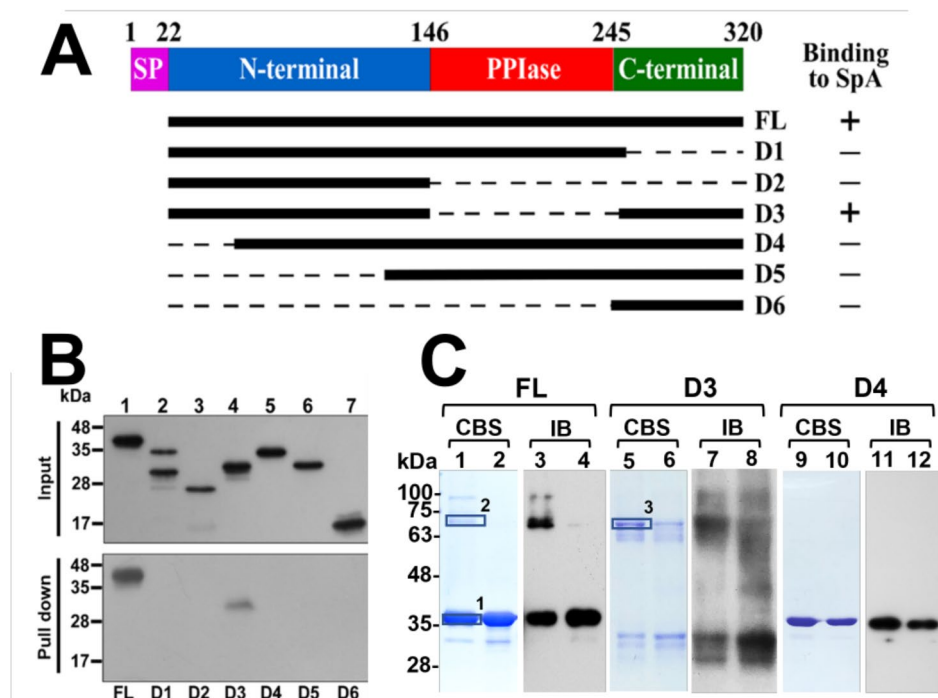 A
1 22 146 245 320
SP N-terminal PPIase C-terminal
Binding
to SpA
FL +
D1 —
D2 —
D3 +
D4 —
D5 —
D6 —
B
kDa
1 2 3 4 5 6 7
Input
48
35
28
17
Pull down
48
35
28
17
FL D1 D2 D3 D4 D5 D6
C
FL D3 D4
CBS IB CBS IB CBS IB
kDa 1 2 3 4 5 6 7 8 9 10 11 12
100
75
63
48
35
28
2
1
3